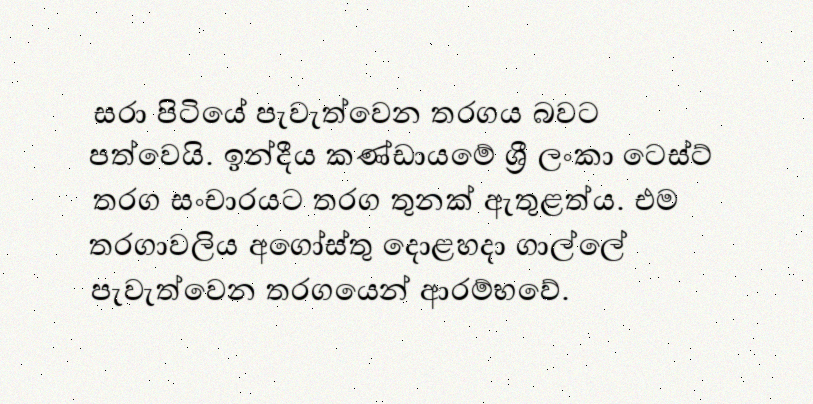 සරා පිටියේ පැවැත්වෙන තරගය බවට
පත්වෙයි. ඉන්දීය කණ්ඩායමේ ශ්‍රී ලංකා ටෙස්ට්
තරග සංචාරයට තරග තුනක් ඇතුළත්ය. එම
තරගාවලිය අගෝස්තු දොළහදා ගාල්ලේ
පැවැත්වෙන තරගයෙන් ආරම්භවේ.